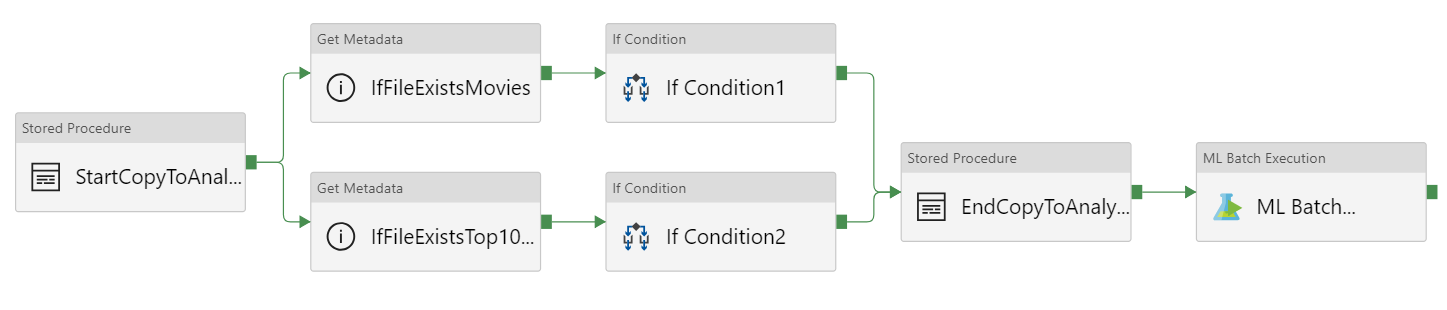 Stored Procedure
StartCopyToAnal...
Get Metadata
IfFileExistsMovies
If Condition
If Condition1
Get Metadata
IfFileExistsTop10...
If Condition
If Condition2
Stored Procedure
EndCopyToAnaly...
ML Batch Execution
ML Batch...